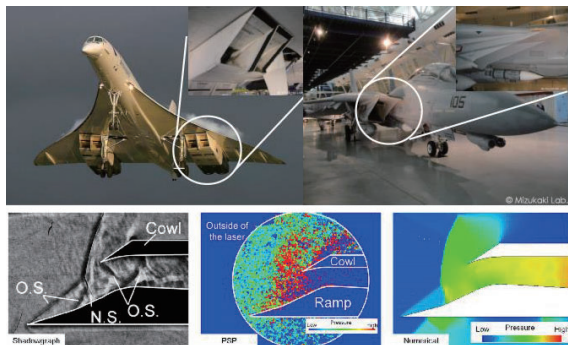 105
© Mizukaki Lab.
Cowl
O.S.
N.S.
O.S.
Shadowgraph
Outside of
the laser
Cowl
Ramp
Low Pressure High
PSP
Low Pressure High
Numerical